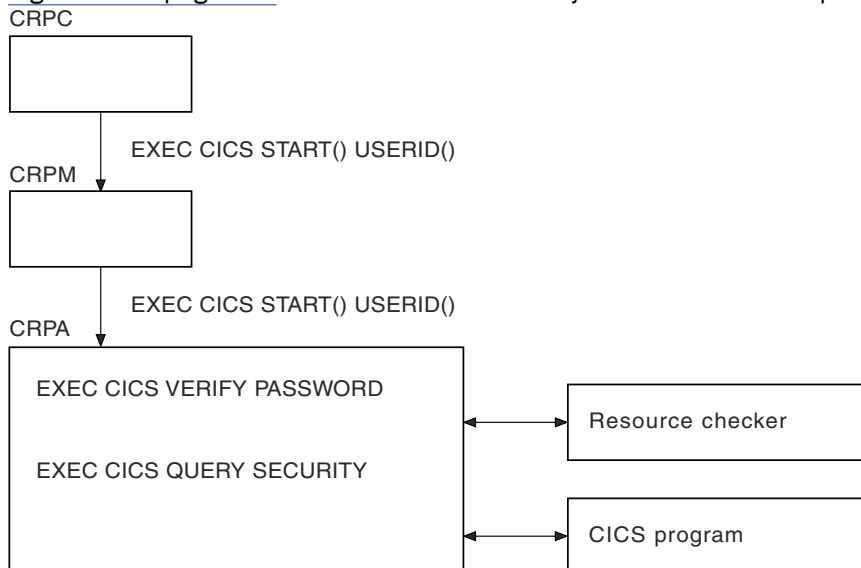 CRPC
EXEC CICS START() USERID()
CRPM
EXEC CICS START() USERID()
CRPA
EXEC CICS VERIFY PASSWORD
Resource checker
EXEC CICS QUERY SECURITY
CICS program